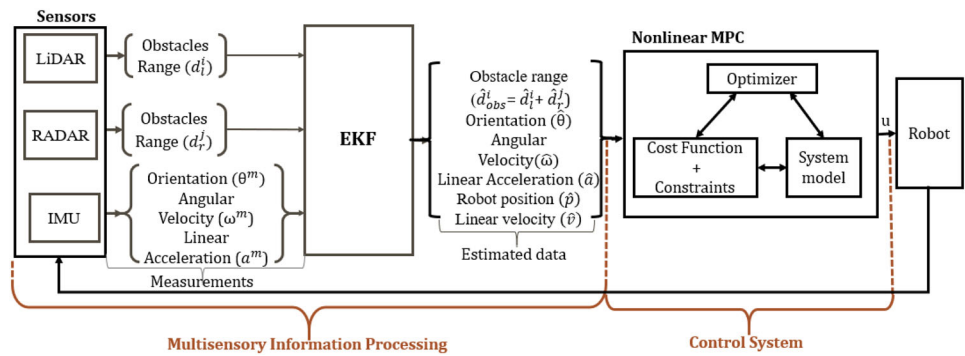 Sensors
LiDAR
Obstacles
Range (d_l^i)
RADAR
Obstacles
Range (d_r^j)
IMU
Orientation (θ^m)
Angular
Velocity (ω^m)
Linear
Acceleration (a^m)
Measurements
EKF
Obstacle range
(d̂_obs^i = d̂_l^i + d̂_r^j)
Orientation (θ̂)
Angular
Velocity(ω̂)
Linear Acceleration (â)
Robot position (p̂)
Linear velocity (v̂)
Estimated data
Nonlinear MPC
Optimizer
Cost Function
+
Constraints
System
model
u
Robot
Multisensory Information Processing
Control System